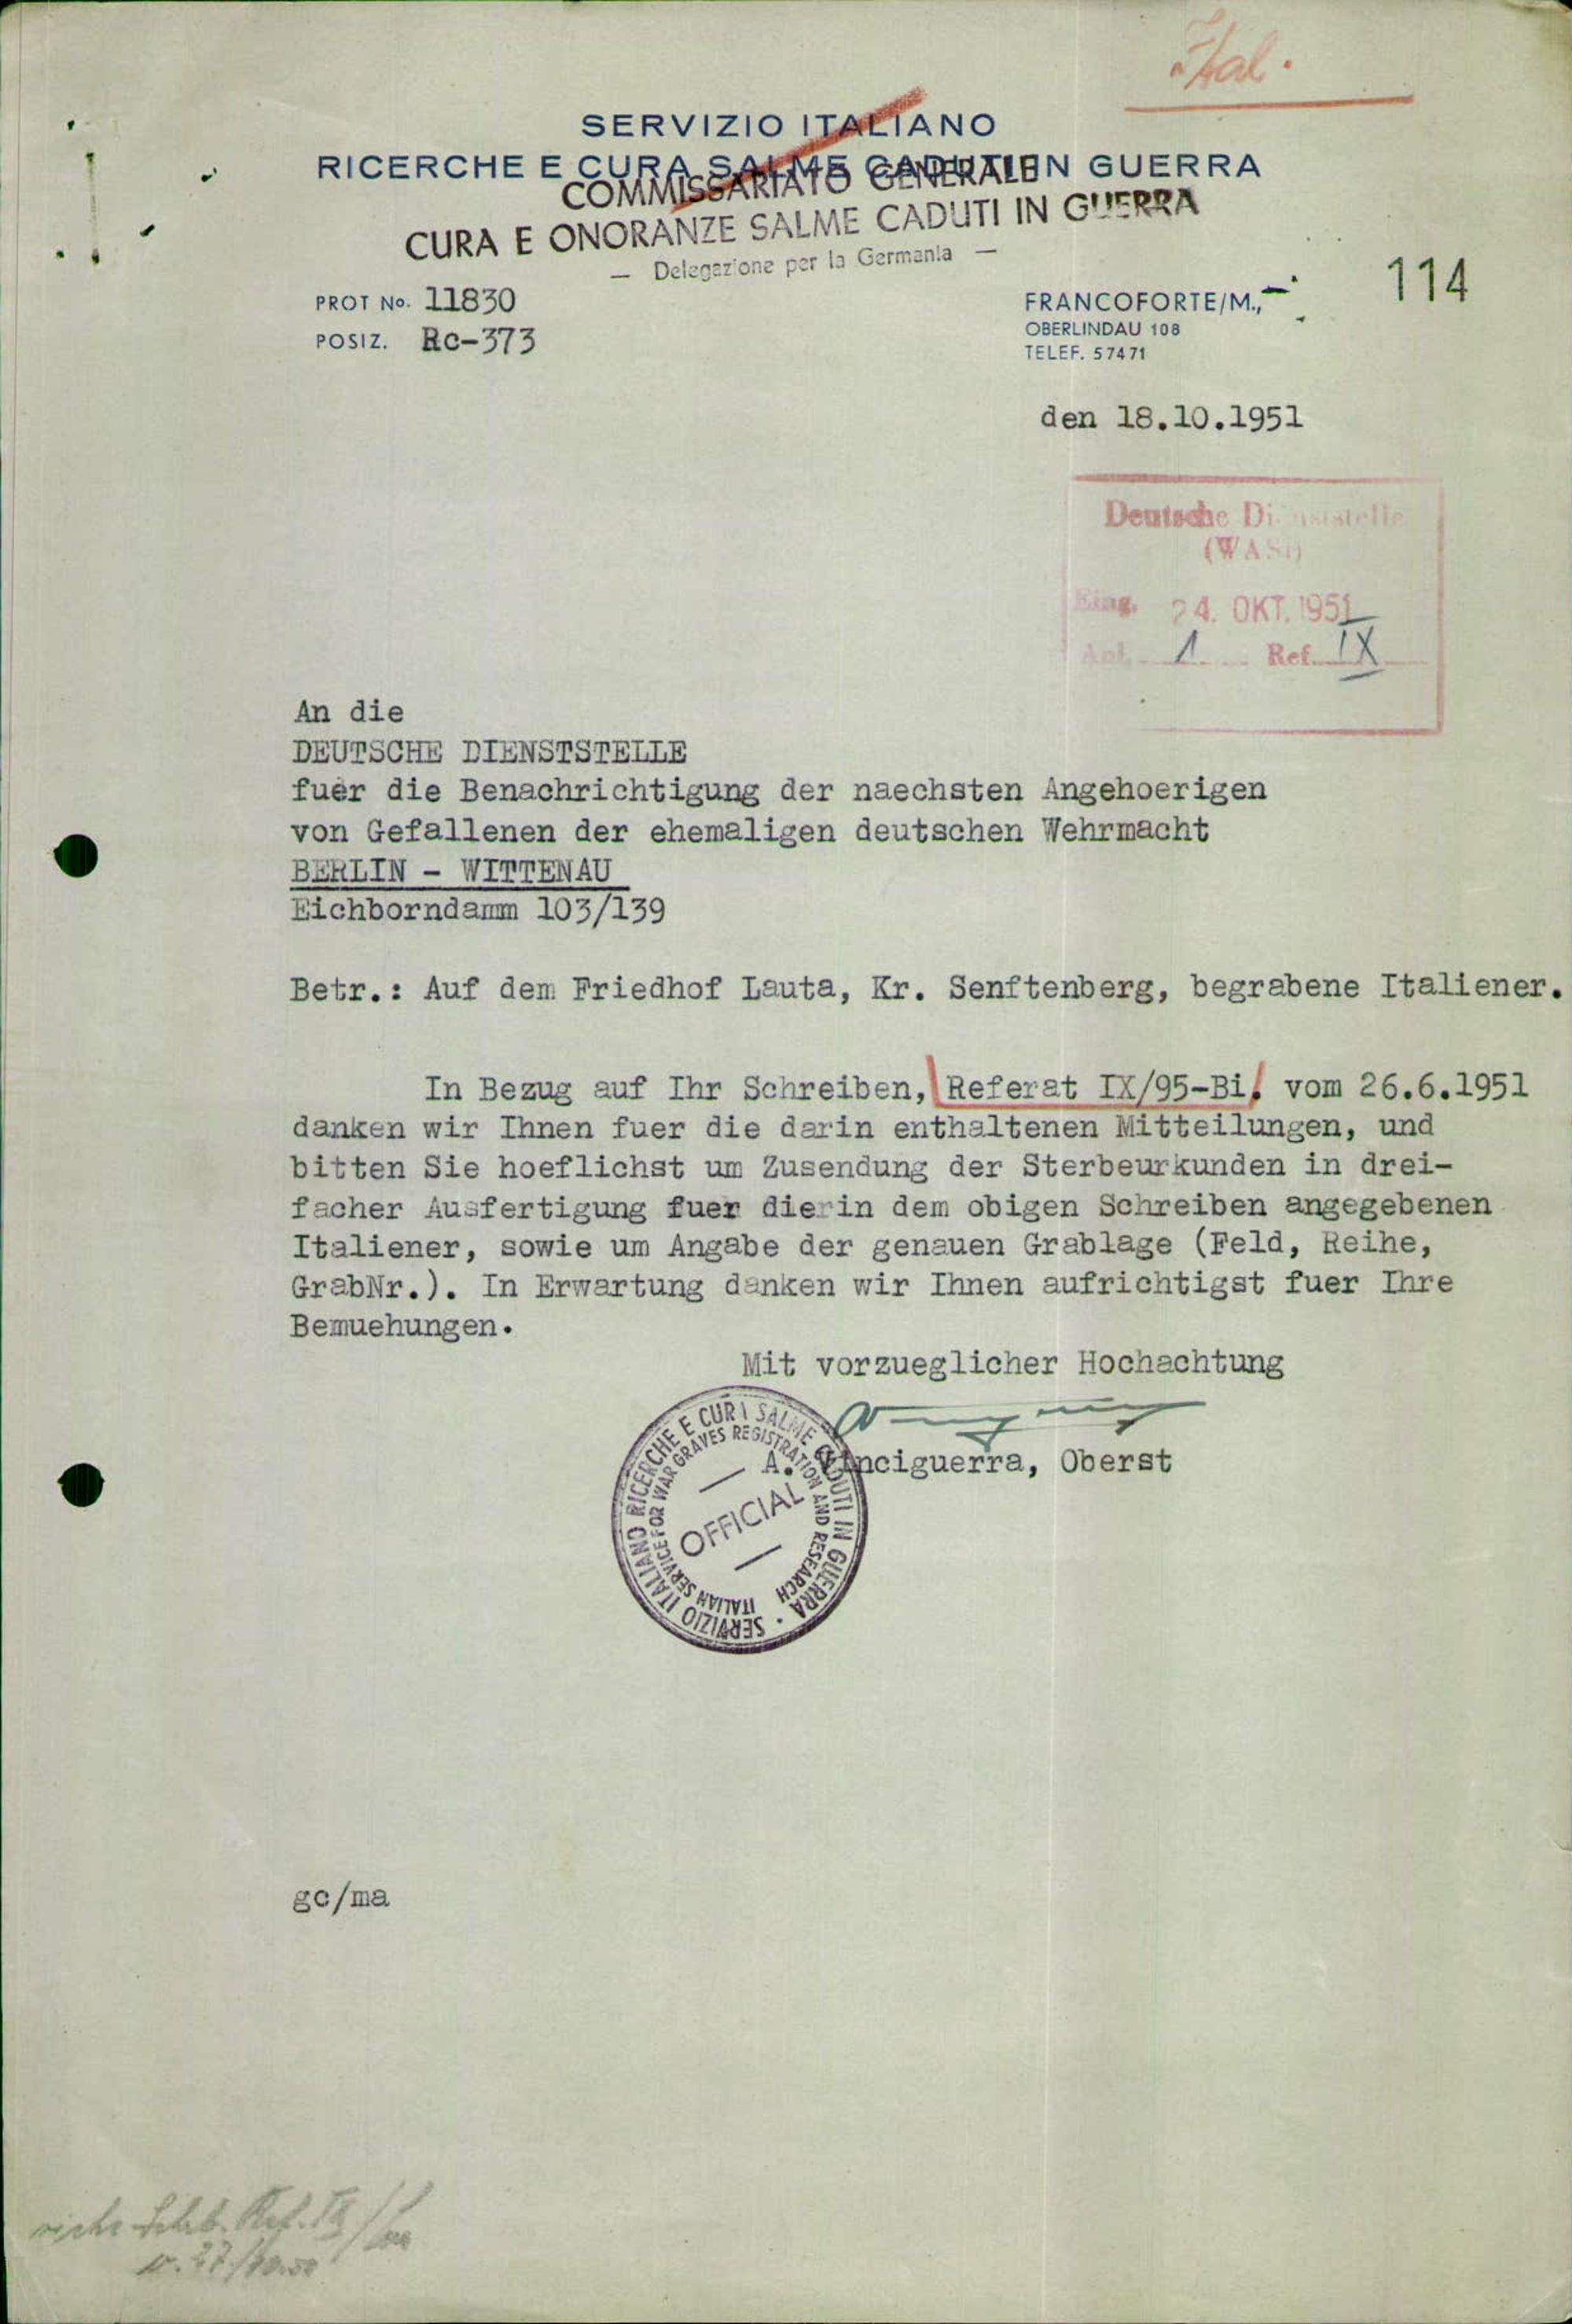 Ital.
SERVIZIO ITALIANO
RICERCHE E CURA SALME CADUTI IN GUERRA
COMMISSARIATO GENERALE
CURA E ONORANZE SALME CADUTI IN GUERRA
— Delegazione per la Germania —
114
PROT No. 11830
POSIZ. Rc-373
FRANCOFORTE/M.,
OBERLINDAU 108
TELEF. 57471
den 18.10.1951
Deutsche Dienststelle
(WASt)
Eing. 24. OKT. 1951
Anl. 1 Ref. IX
An die
DEUTSCHE DIENSTSTELLE
fuer die Benachrichtigung der naechsten Angehoerigen
von Gefallenen der ehemaligen deutschen Wehrmacht
BERLIN - WITTENAU
Eichborndamm 103/139
Betr.: Auf dem Friedhof Lauta, Kr. Senftenberg, begrabene Italiener.
In Bezug auf Ihr Schreiben, Referat IX/95-Bi. vom 26.6.1951
danken wir Ihnen fuer die darin enthaltenen Mitteilungen, und
bitten Sie hoeflichst um Zusendung der Sterbeurkunden in drei-
facher Ausfertigung fuer die in dem obigen Schreiben angegebenen
Italiener, sowie um Angabe der genauen Grablage (Feld, Reihe,
GrabNr.). In Erwartung danken wir Ihnen aufrichtigst fuer Ihre
Bemuehungen.
Mit vorzueglicher Hochachtung
A. Vinciguerra, Oberst
SERVIZIO ITALIANO RICERCHE E CURA SALME CADUTI IN GUERRA
ITALIAN SERVICE FOR WAR GRAVES REGISTRATION AND RESEARCH
— OFFICIAL —
gc/ma
Schrb. Ref. IX